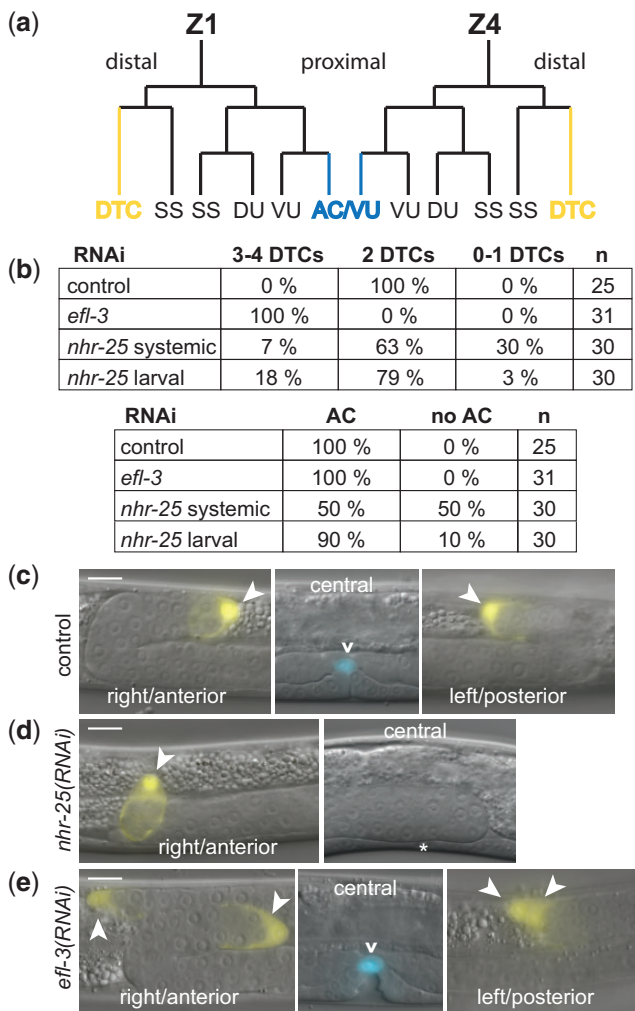 (a)
Z1 Z4
distal proximal distal
DTC SS SS DU VU AC/VU VU DU SS SS DTC
(b)
RNAi 3-4 DTCs 2 DTCs 0-1 DTCs n
control 0 % 100 % 0 % 25
efl-3 100 % 0 % 0 % 31
nhr-25 systemic 7 % 63 % 30 % 30
nhr-25 larval 18 % 79 % 3 % 30
RNAi AC no AC n
control 100 % 0 % 25
efl-3 100 % 0 % 31
nhr-25 systemic 50 % 50 % 30
nhr-25 larval 90 % 10 % 30
(c)
control
central
v
right/anterior
left/posterior
(d)
nhr-25(RNAi)
central
right/anterior
*
(e)
efl-3(RNAi)
central
v
right/anterior
left/posterior